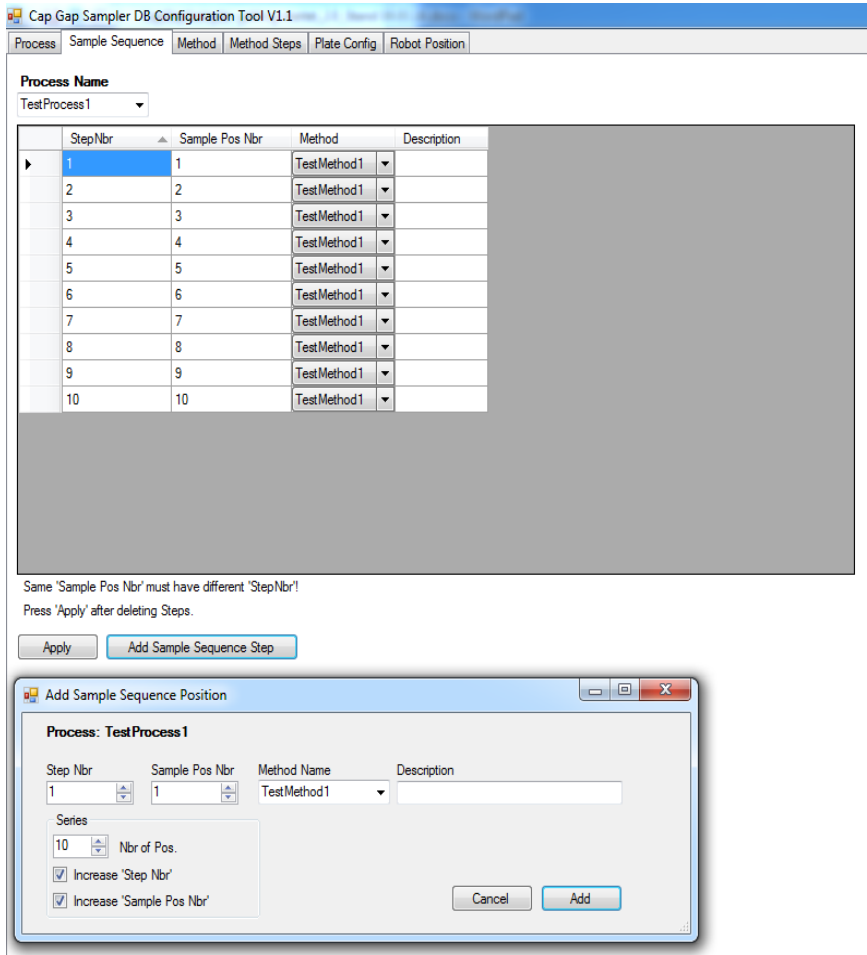 Cap Gap Sampler DB Configuration Tool V1.1
Process Sample Sequence Method Method Steps Plate Config Robot Position
Process Name
TestProcess1
StepNbr Sample Pos Nbr Method Description
1 1 TestMethod1
2 2 TestMethod1
3 3 TestMethod1
4 4 TestMethod1
5 5 TestMethod1
6 6 TestMethod1
7 7 TestMethod1
8 8 TestMethod1
9 9 TestMethod1
10 10 TestMethod1
Same 'Sample Pos Nbr' must have different 'StepNbr'!
Press 'Apply' after deleting Steps.
Apply Add Sample Sequence Step
Add Sample Sequence Position
Process: TestProcess1
Step Nbr Sample Pos Nbr Method Name Description
1 1 TestMethod1
Series
10 Nbr of Pos.
Increase 'Step Nbr'
Increase 'Sample Pos Nbr'
Cancel Add